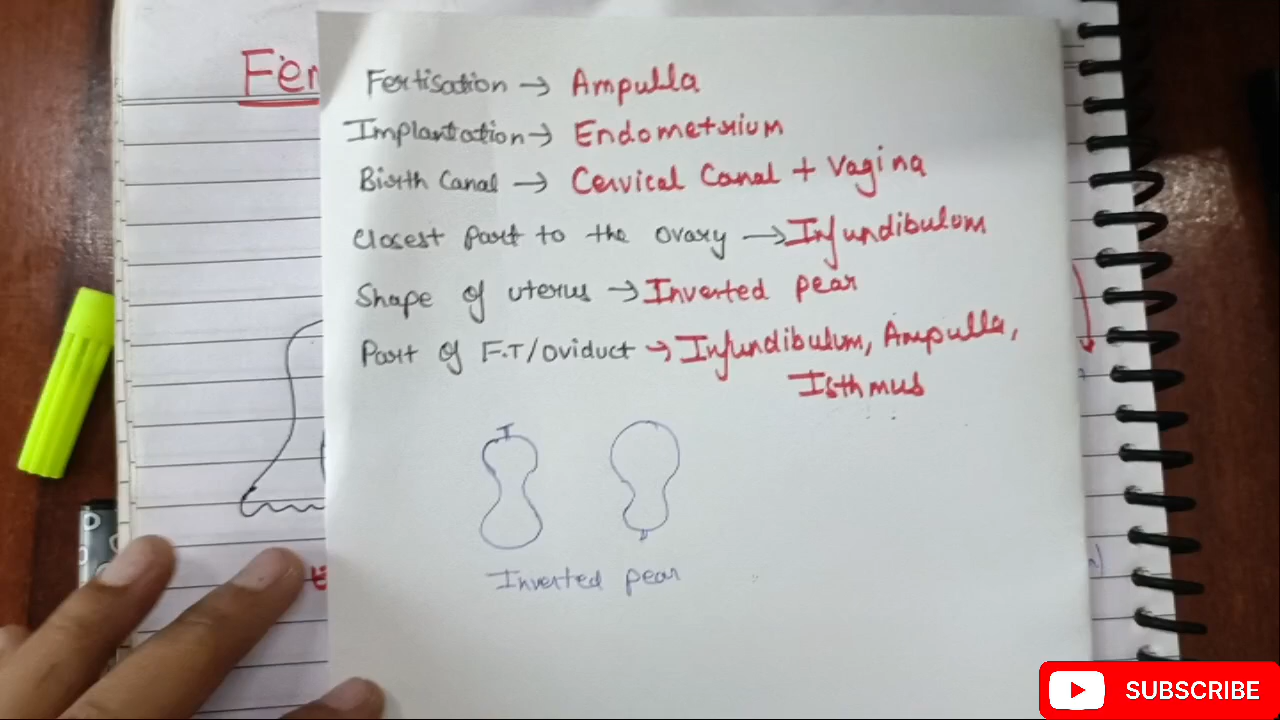 Fer
Fertisation → Ampulla
Implantation → Endometrium
Birth Canal → Cervical Canal + Vagina
Closest part to the ovary → Infundibulum
Shape of uterus → Inverted pear
Part of F.T/oviduct → Infundibulum, Ampulla,
Isthmus
Inverted pear
SUBSCRIBE